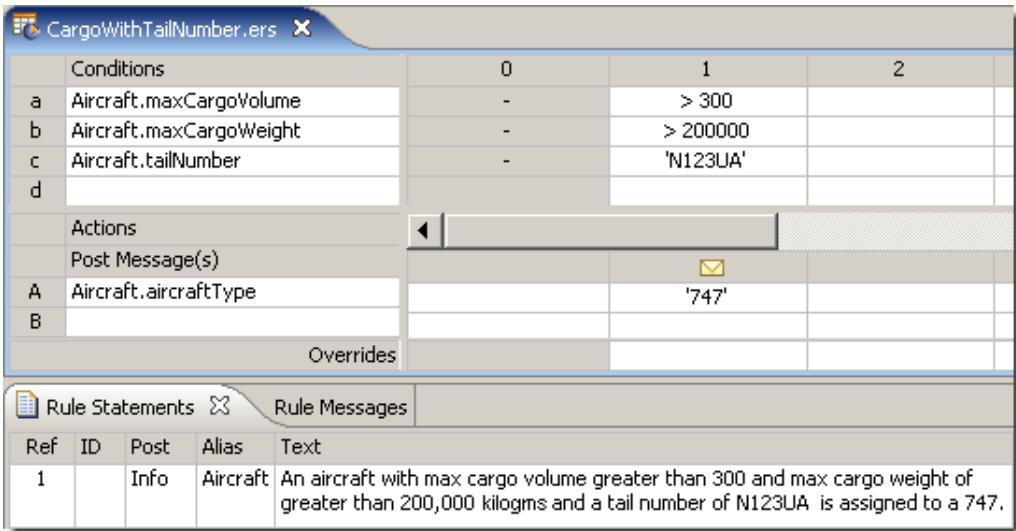 CargoWithTailNumber.ers
Conditions 0 1 2
a Aircraft.maxCargoVolume - > 300
b Aircraft.maxCargoWeight - > 200000
c Aircraft.tailNumber - 'N123UA'
d
Actions
Post Message(s)
A Aircraft.aircraftType '747'
B
Overrides
Rule Statements Rule Messages
Ref ID Post Alias Text
1 Info Aircraft An aircraft with max cargo volume greater than 300 and max cargo weight of
greater than 200,000 kilogms and a tail number of N123UA is assigned to a 747.